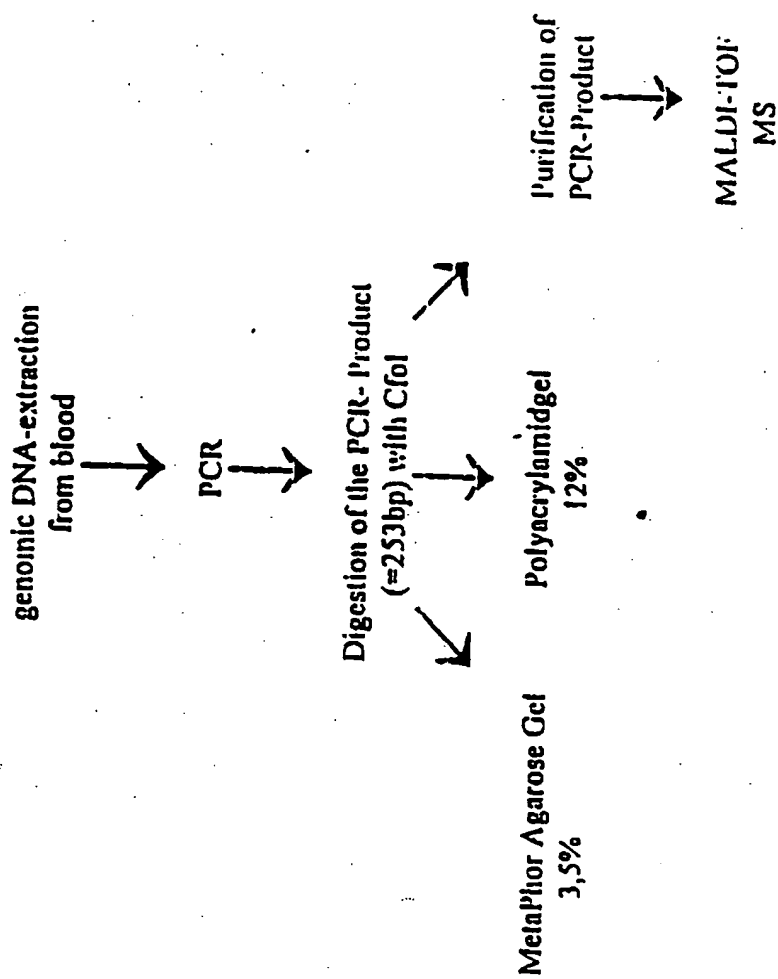 genomic DNA-extraction
from blood
PCR
Digestion of the PCR- Product
(=253bp) with CfoI
MetaPhor Agarose Gel
3,5%
Polyacrylamidgel
12%
Purification of
PCR-Product
MALDI-TOF
MS